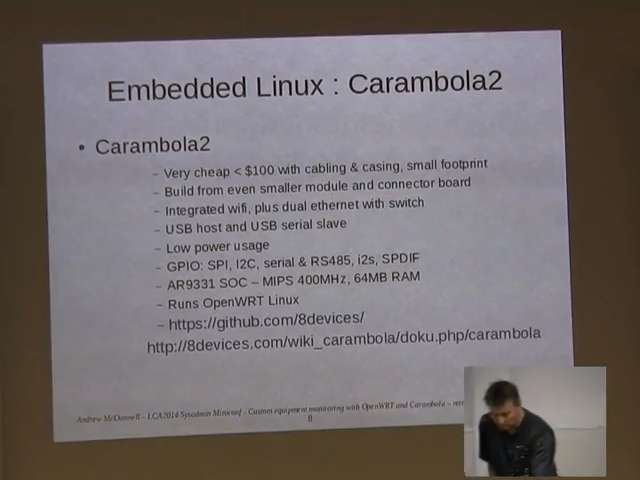 Embedded Linux : Carambola2
• Carambola2
– Very cheap < $100 with cabling & casing, small footprint
– Build from even smaller module and connector board
– Integrated wifi, plus dual ethernet with switch
– USB host and USB serial slave
– Low power usage
– GPIO: SPI, I2C, serial & RS485, i2s, SPDIF
– AR9331 SOC – MIPS 400MHz, 64MB RAM
– Runs OpenWRT Linux
– https://github.com/8devices/
http://8devices.com/wiki_carambola/doku.php/carambola
Andrew McDonnell – LCA2014 Sysadmin Miniconf – Custom equipment monitoring with OpenWRT and Carambola –
8